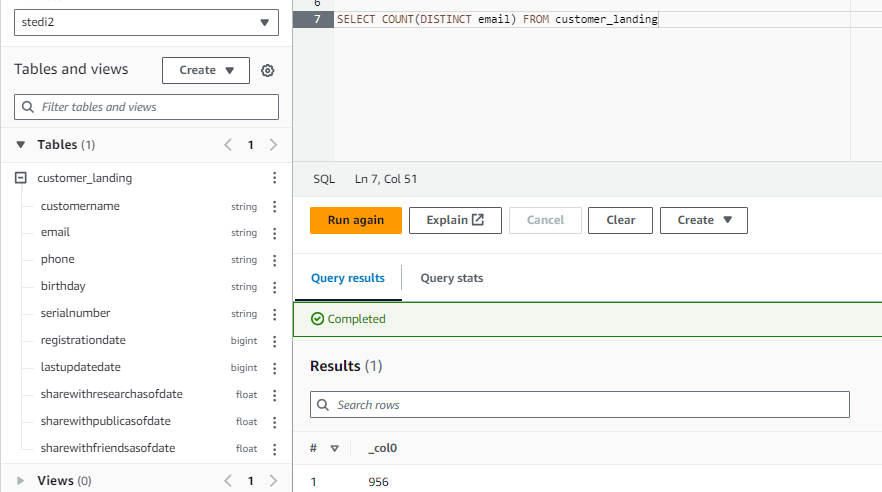 stedi2
Tables and views
Create
Filter tables and views
Tables (1)
1
customer_landing
customername string
email string
phone string
birthday string
serialnumber string
registrationdate bigint
lastupdatedate bigint
sharewithresearchasofdate float
sharewithpublicasofdate float
sharewithfriendsasofdate float
Views (0)
1
6
7 SELECT COUNT(DISTINCT email) FROM customer_landing
SQL Ln 7, Col 51
Run again Explain Cancel Clear Create
Query results Query stats
Completed
Results (1)
Search rows
# _col0
1 956